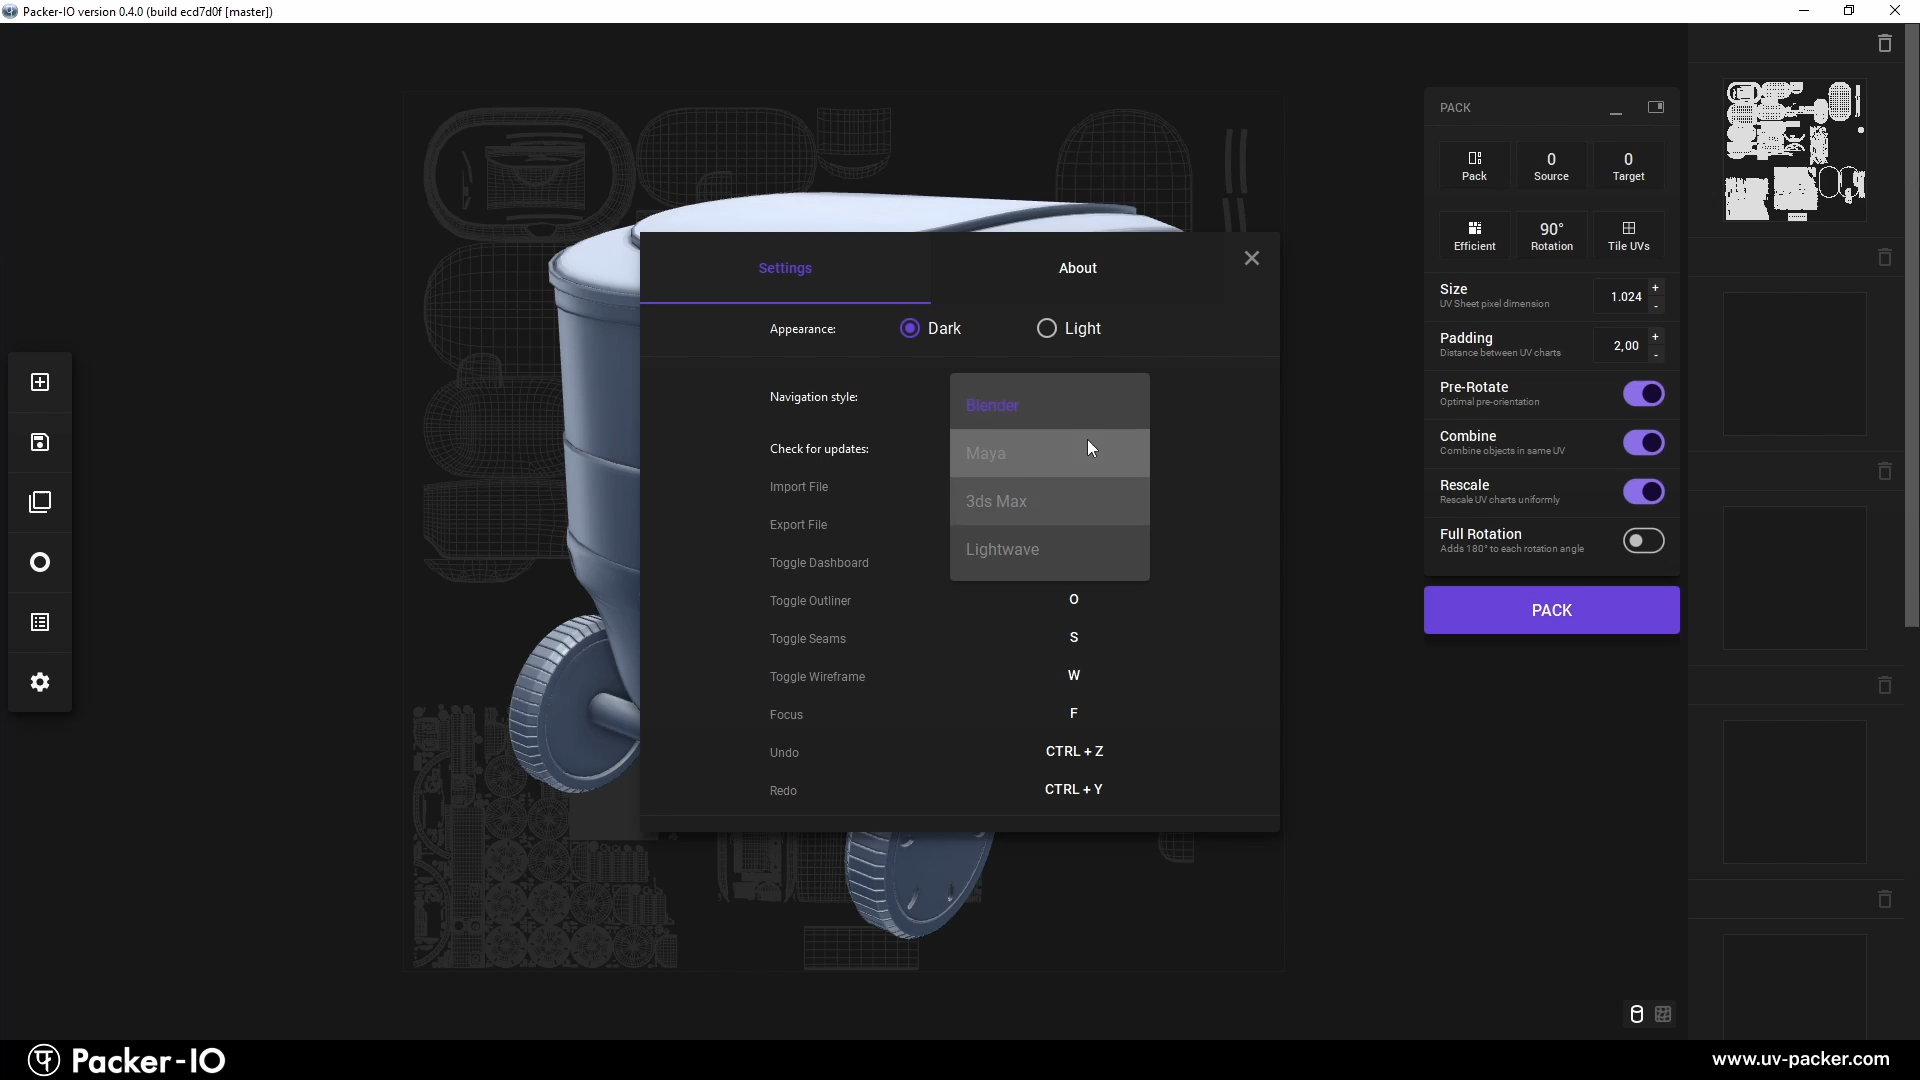 Packer-IO version 0.4.0 (build ecd7d0f [master])
Settings
About
Appearance:
Dark
Light
Navigation style:
Blender
Maya
3ds Max
Lightwave
Check for updates:
Import File
Export File
Toggle Dashboard
Toggle Outliner
O
Toggle Seams
S
Toggle Wireframe
W
Focus
F
Undo
CTRL + Z
Redo
CTRL + Y
PACK
Pack
0
Source
0
Target
Efficient
90°
Rotation
Tile UVs
Size
UV Sheet pixel dimension
1.024
+
-
Padding
Distance between UV charts
2,00
+
-
Pre-Rotate
Optimal pre-orientation
Combine
Combine objects in same UV
Rescale
Rescale UV charts uniformly
Full Rotation
Adds 180° to each rotation angle
PACK
Packer-IO
www.uv-packer.com